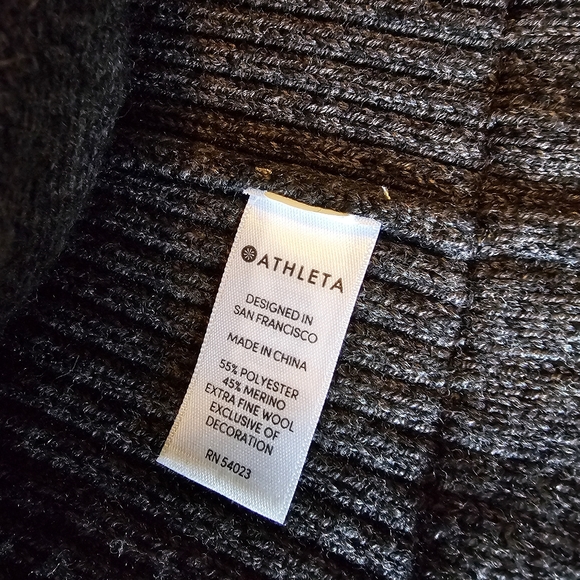 ATHLETA
DESIGNED IN
SAN FRANCISCO
MADE IN CHINA
55% POLYESTER
45% MERINO
EXTRA FINE WOOL
EXCLUSIVE OF
DECORATION
RN 54023